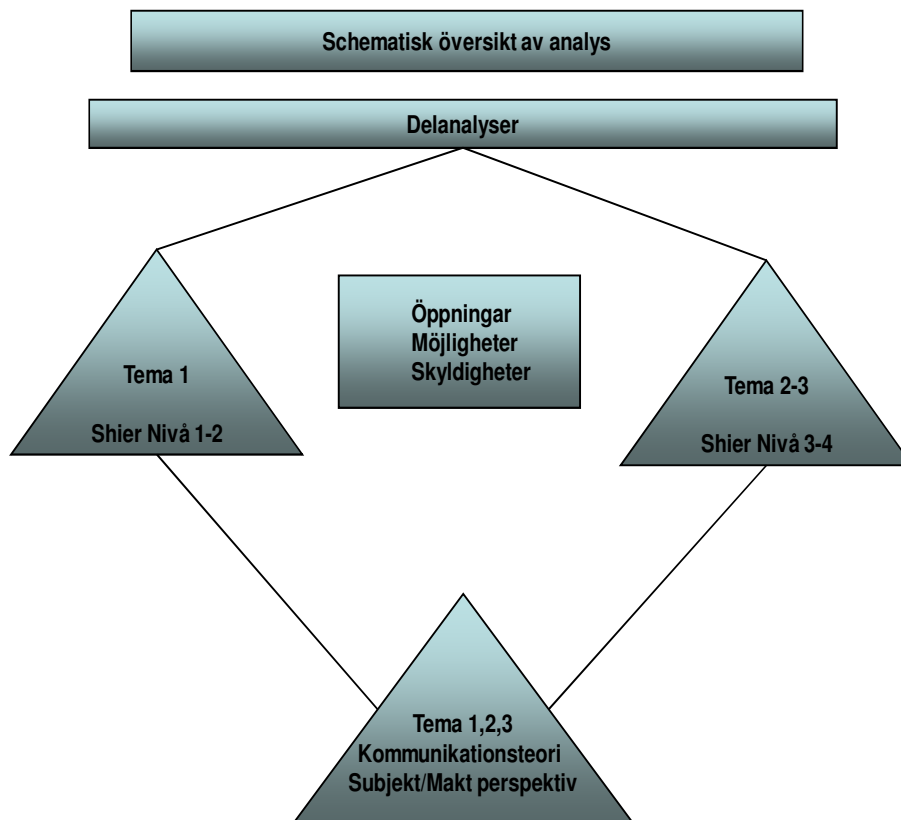 Schematisk översikt av analys
Delanalyser
Öppningar
Möjligheter
Skyldigheter
Tema 1
Shier Nivå 1-2
Tema 2-3
Shier Nivå 3-4
Tema 1,2,3
Kommunikationsteori
Subjekt/Makt perspektiv